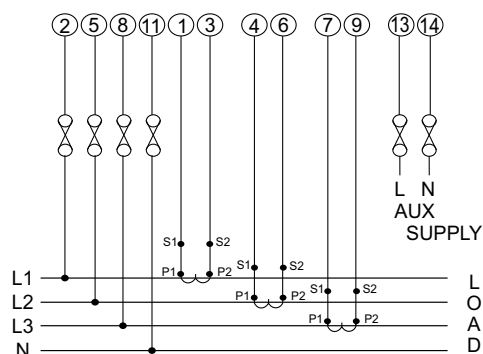 2 5 8 11 1 3 4 6 7 9 13 14
L N
AUX
SUPPLY
S1 S2
S1 S2
P1 P2
L1 L
S1 S2
P1 P2
L2 O
P1 P2
L3 A
N D